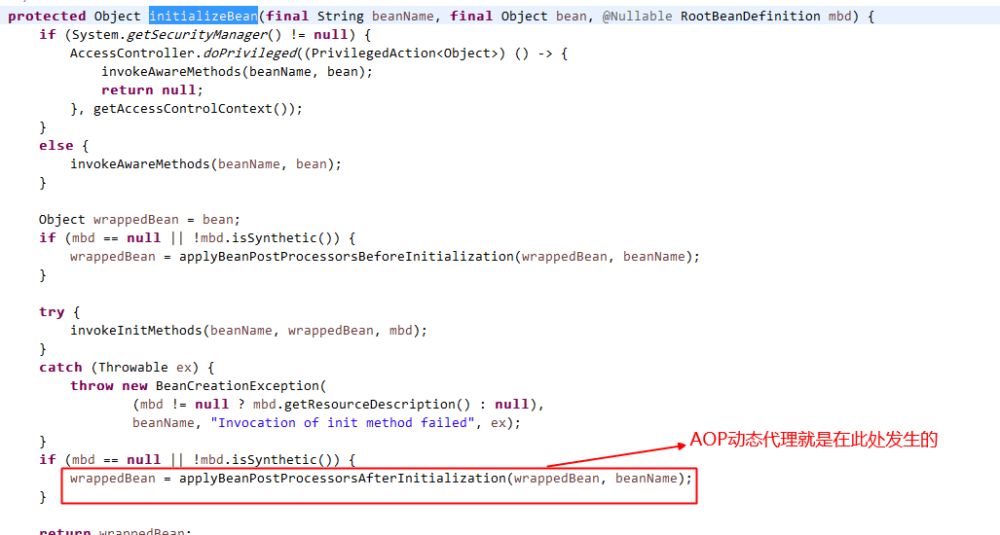 protected Object initializeBean(final String beanName, final Object bean, @Nullable RootBeanDefinition mbd) {
if (System.getSecurityManager() != null) {
AccessController.doPrivileged((PrivilegedAction<Object>) () -> {
invokeAwareMethods(beanName, bean);
return null;
}, getAccessControlContext());
}
else {
invokeAwareMethods(beanName, bean);
}
Object wrappedBean = bean;
if (mbd == null || !mbd.isSynthetic()) {
wrappedBean = applyBeanPostProcessorsBeforeInitialization(wrappedBean, beanName);
}
try {
invokeInitMethods(beanName, wrappedBean, mbd);
}
catch (Throwable ex) {
throw new BeanCreationException(
(mbd != null ? mbd.getResourceDescription() : null),
beanName, "Invocation of init method failed", ex);
}
AOP动态代理就是在此处发生的
if (mbd == null || !mbd.isSynthetic()) {
wrappedBean = applyBeanPostProcessorsAfterInitialization(wrappedBean, beanName);
}
return wrappedBean;